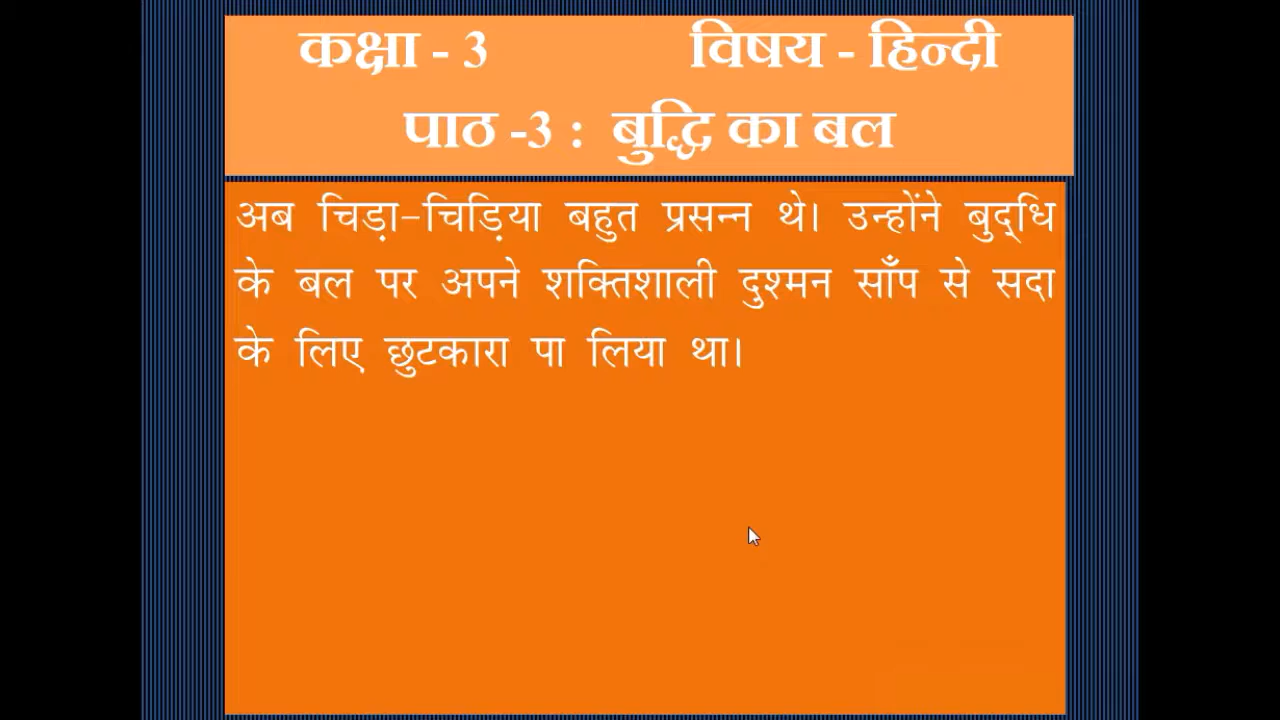 कक्षा - 3 विषय - हिन्दी
पाठ -3 : बुद्धि का बल
अब चिड़ा-चिड़िया बहुत प्रसन्न थे। उन्होंने बुद्‌धि
के बल पर अपने शक्तिशाली दुश्मन साँप से सदा
के लिए छुटकारा पा लिया था।